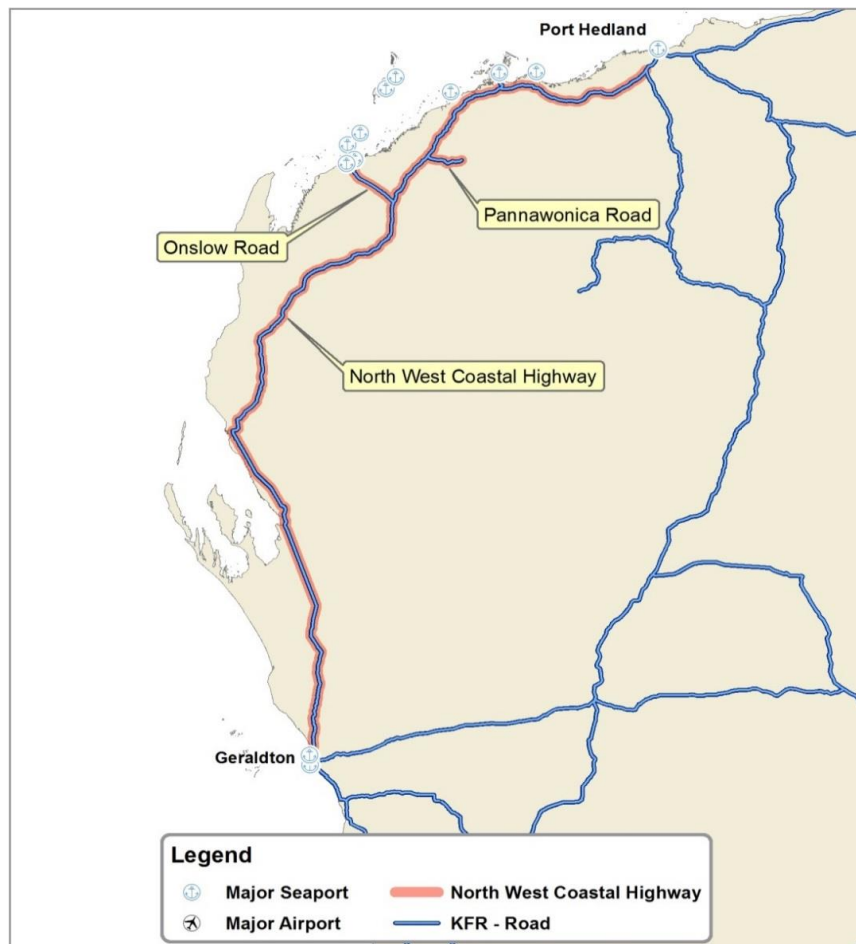 Port Hedland
Pannawonica Road
Onslow Road
North West Coastal Highway
Geraldton
Legend
Major Seaport
North West Coastal Highway
Major Airport
KFR - Road